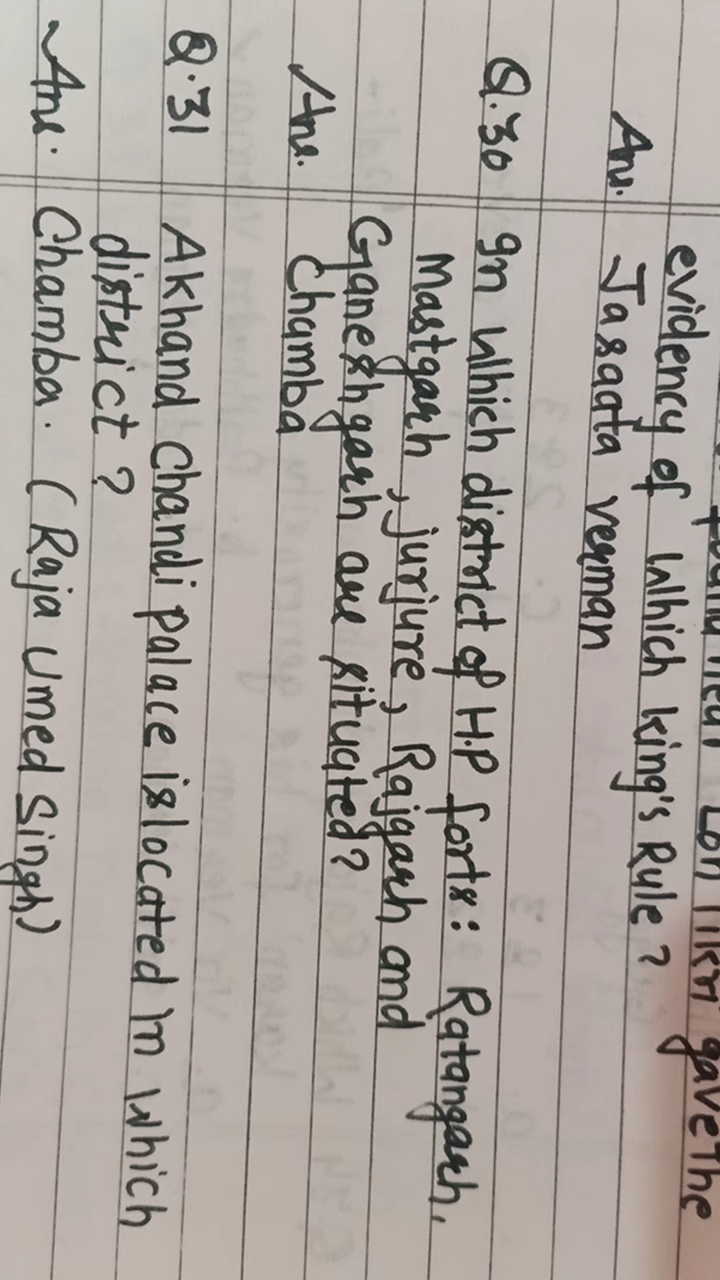 gave the
evidency of which king's Rule?
Ans. Jasaata verman
Q.30 In which district of H.P forts: Ratangarh,
Mastgarh, jurjure, Rajgarh and
Ganeshgarh are situated?
Ans. Chamba
Q.31 Akhand Chandi palace is located in which
district?
Ans. Chamba. (Raja Umed Singh)